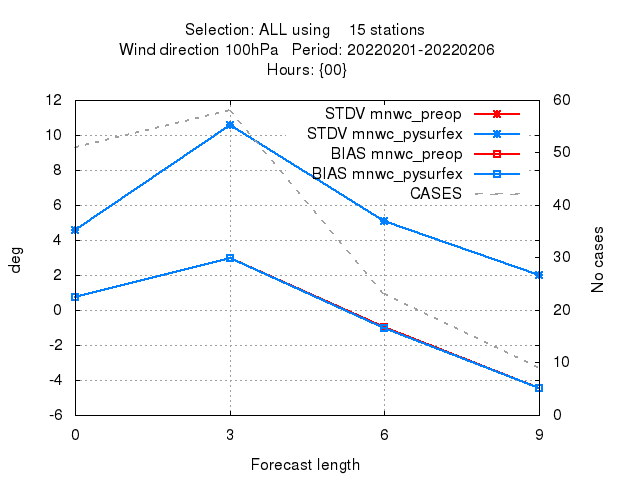 Selection: ALL using    15 stations
Wind direction 100hPa   Period: 20220201-20220206
Hours: {00}
12 60
STDV mnwc_preop
10 STDV mnwc_pysurfex
50
8 BIAS mnwc_preop
BIAS mnwc_pysurfex
6 CASES 40
4
30
2
deg No cases
0 20
-2
10
-4
-6 0
0 3 6 9
Forecast length